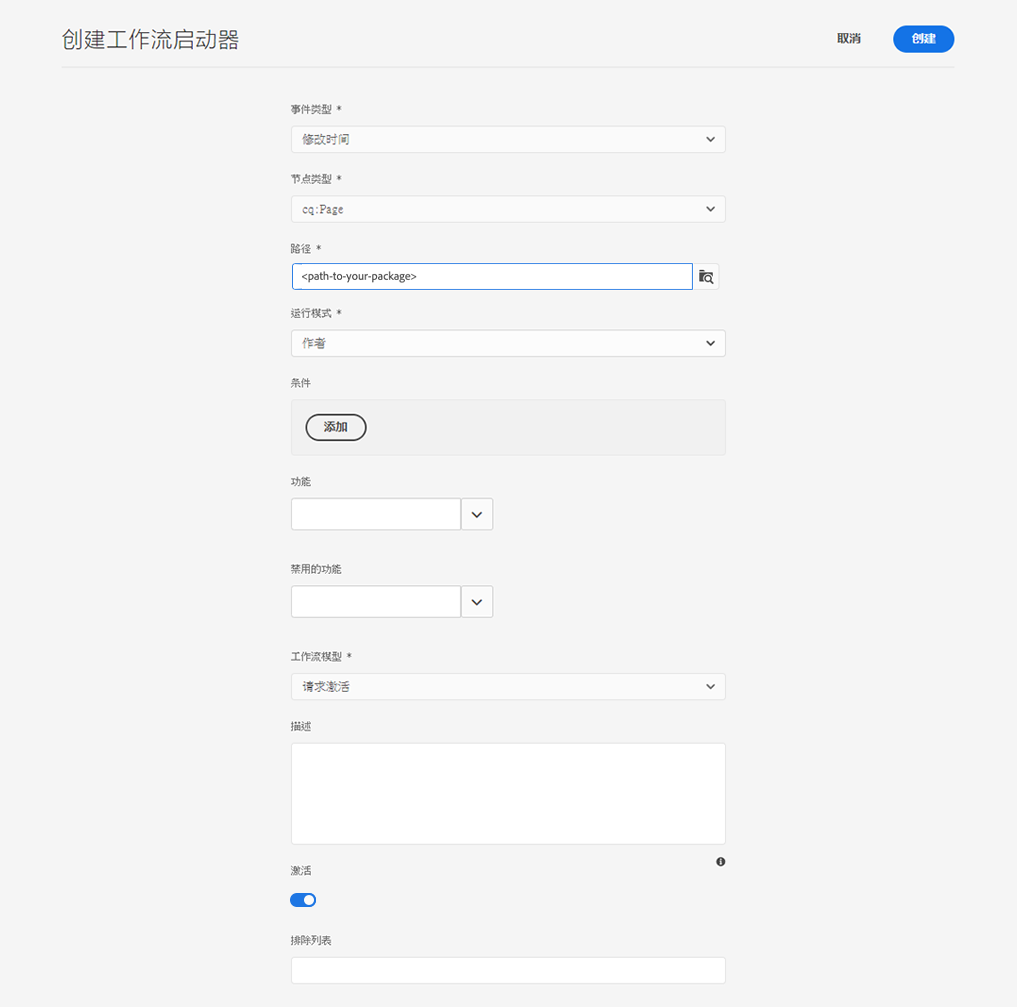 创建工作流启动器
取消
创建
事件类型 *
修改时间
节点类型 *
cq:Page
路径 *
<path-to-your-package>
运行模式 *
作者
条件
添加
功能
禁用的功能
工作流模型 *
请求激活
描述
激活
排除列表